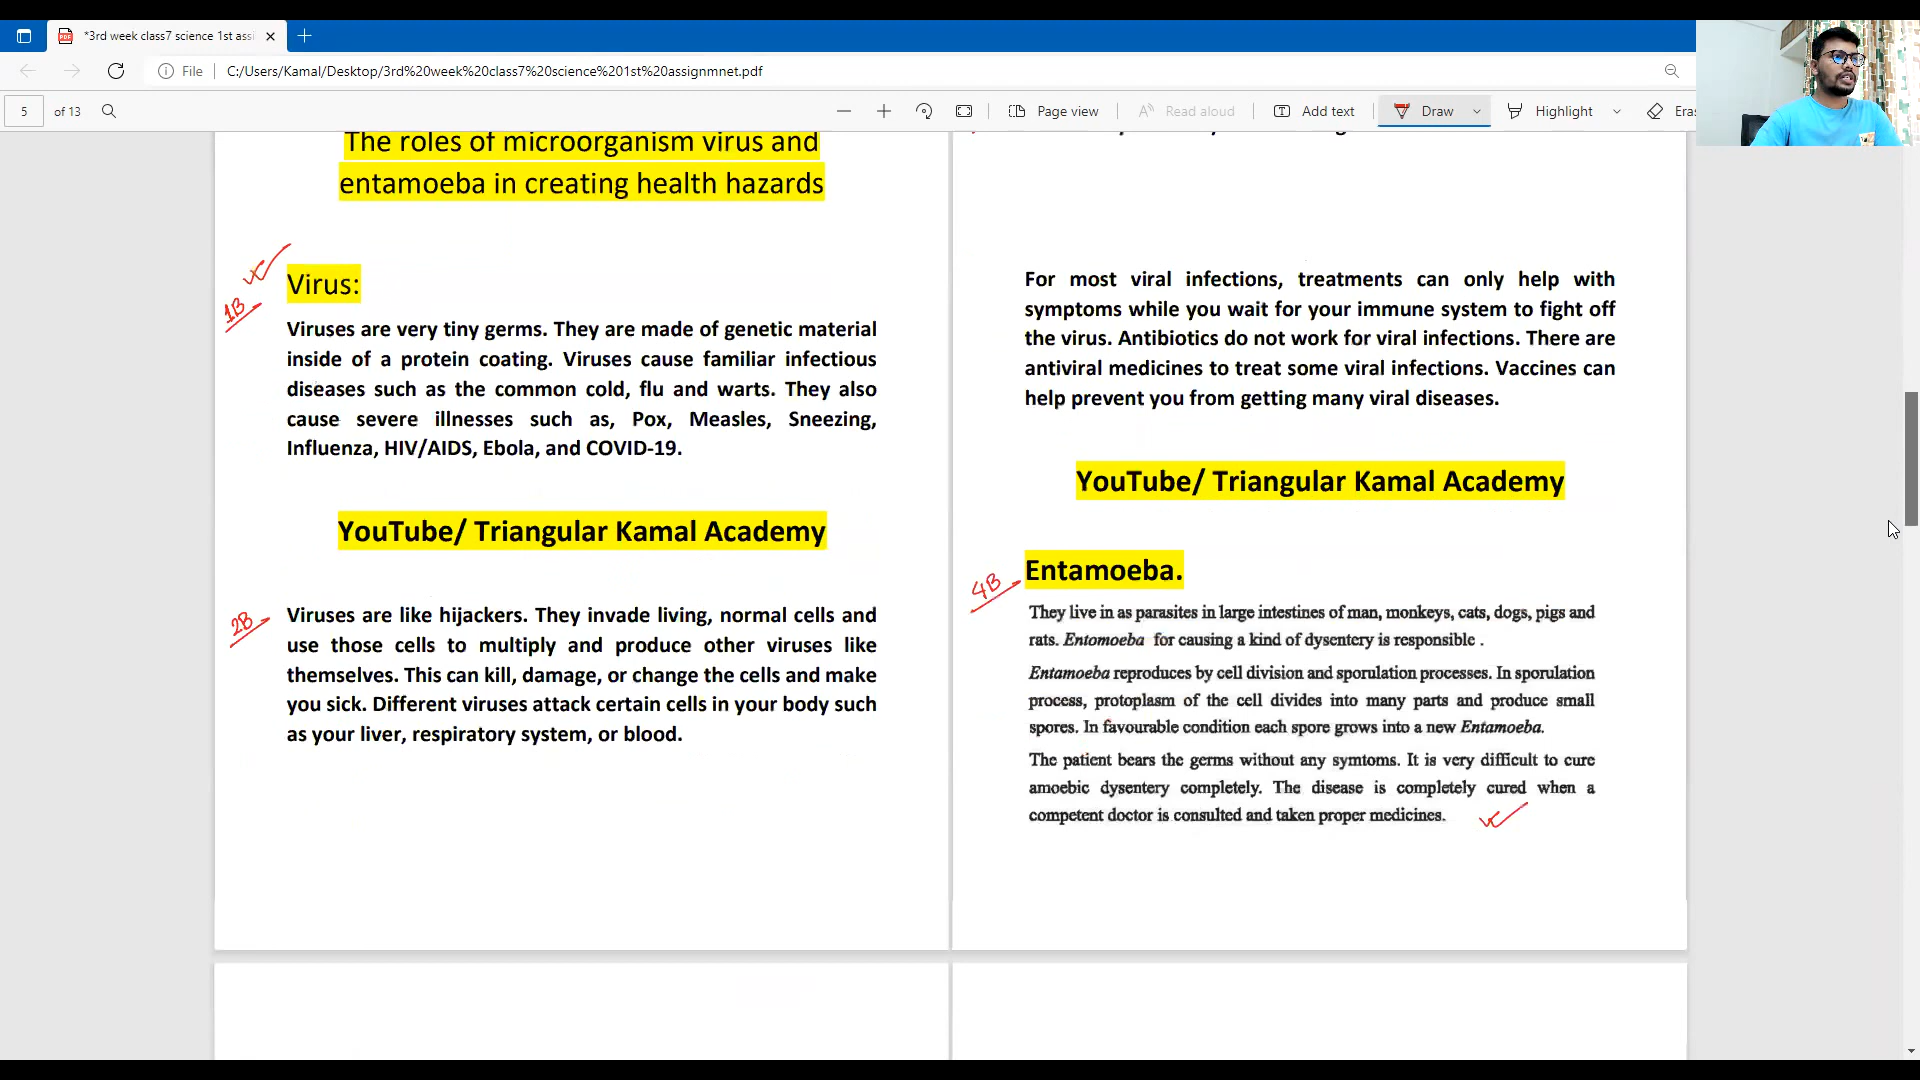 *3rd week class7 science 1st assi
File
C:/Users/Kamal/Desktop/3rd%20week%20class7%20science%201st%20assignmnet.pdf
5 of 13
Page view
Read aloud
Add text
Draw
Highlight
Eras
The roles of microorganism virus and
entamoeba in creating health hazards
1B
Virus:
Viruses are very tiny germs. They are made of genetic material
inside of a protein coating. Viruses cause familiar infectious
diseases such as the common cold, flu and warts. They also
cause severe illnesses such as, Pox, Measles, Sneezing,
Influenza, HIV/AIDS, Ebola, and COVID-19.
YouTube/ Triangular Kamal Academy
2B
Viruses are like hijackers. They invade living, normal cells and
use those cells to multiply and produce other viruses like
themselves. This can kill, damage, or change the cells and make
you sick. Different viruses attack certain cells in your body such
as your liver, respiratory system, or blood.
For most viral infections, treatments can only help with
symptoms while you wait for your immune system to fight off
the virus. Antibiotics do not work for viral infections. There are
antiviral medicines to treat some viral infections. Vaccines can
help prevent you from getting many viral diseases.
YouTube/ Triangular Kamal Academy
4B
Entamoeba.
They live in as parasites in large intestines of man, monkeys, cats, dogs, pigs and
rats. Entomoeba for causing a kind of dysentery is responsible .
Entamoeba reproduces by cell division and sporulation processes. In sporulation
process, protoplasm of the cell divides into many parts and produce small
spores. In favourable condition each spore grows into a new Entamoeba.
The patient bears the germs without any symtoms. It is very difficult to cure
amoebic dysentery completely. The disease is completely cured when a
competent doctor is consulted and taken proper medicines.